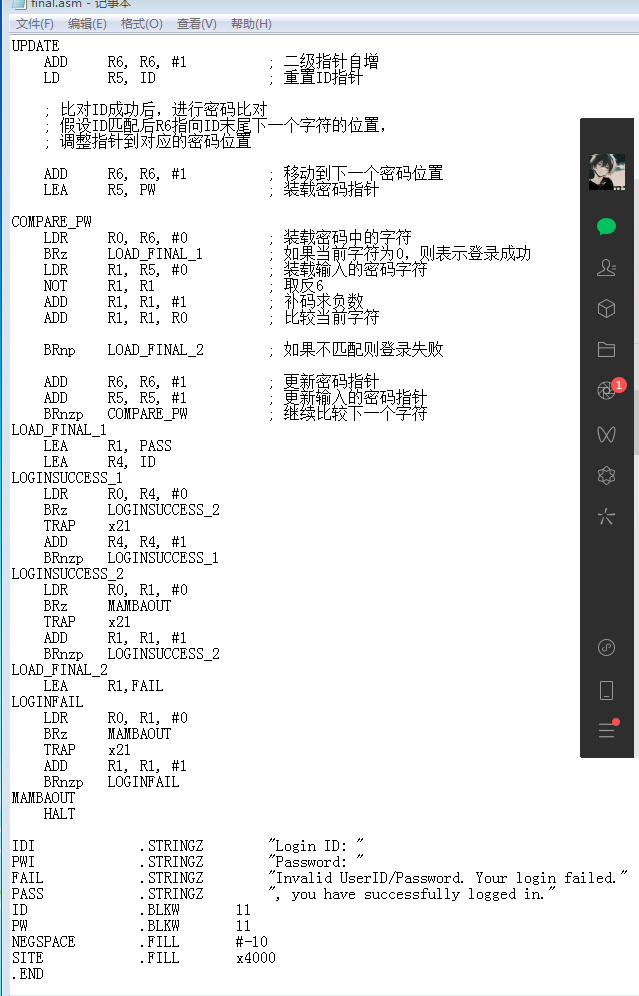 final.asm - 记事本
文件(F) 编辑(E) 格式(O) 查看(V) 帮助(H)
UPDATE
    ADD     R6, R6, #1          ; 二级指针自增
    LD      R5, ID              ; 重置ID指针

    ; 比对ID成功后，进行密码比对
    ; 假设ID匹配后R6指向ID末尾下一个字符的位置，
    ; 调整指针到对应的密码位置

    ADD     R6, R6, #1          ; 移动到下一个密码位置
    LEA     R5, PW              ; 装载密码指针

COMPARE_PW
    LDR     R0, R6, #0          ; 装载密码中的字符
    BRz     LOAD_FINAL_1        ; 如果当前字符为0，则表示登录成功
    LDR     R1, R5, #0          ; 装载输入的密码字符
    NOT     R1, R1              ; 取反6
    ADD     R1, R1, #1          ; 补码求负数
    ADD     R1, R1, R0          ; 比较当前字符

    BRnp    LOAD_FINAL_2        ; 如果不匹配则登录失败

    ADD     R6, R6, #1          ; 更新密码指针
    ADD     R5, R5, #1          ; 更新输入的密码指针
    BRnzp   COMPARE_PW          ; 继续比较下一个字符
LOAD_FINAL_1
    LEA     R1, PASS
    LEA     R4, ID
LOGINSUCCESS_1
    LDR     R0, R4, #0
    BRz     LOGINSUCCESS_2
    TRAP    x21
    ADD     R4, R4, #1
    BRnzp   LOGINSUCCESS_1
LOGINSUCCESS_2
    LDR     R0, R1, #0
    BRz     MAMBAOUT
    TRAP    x21
    ADD     R1, R1, #1
    BRnzp   LOGINSUCCESS_2
LOAD_FINAL_2
    LEA     R1,FAIL
LOGINFAIL
    LDR     R0, R1, #0
    BRz     MAMBAOUT
    TRAP    x21
    ADD     R1, R1, #1
    BRnzp   LOGINFAIL
MAMBAOUT
    HALT

IDI             .STRINGZ        "Login ID: "
PWI             .STRINGZ        "Password: "
FAIL            .STRINGZ        "Invalid UserID/Password. Your login failed."
PASS            .STRINGZ        ", you have successfully logged in."
ID              .BLKW       11
PW              .BLKW       11
NEGSPACE        .FILL       #-10
SITE            .FILL       x4000
.END
1